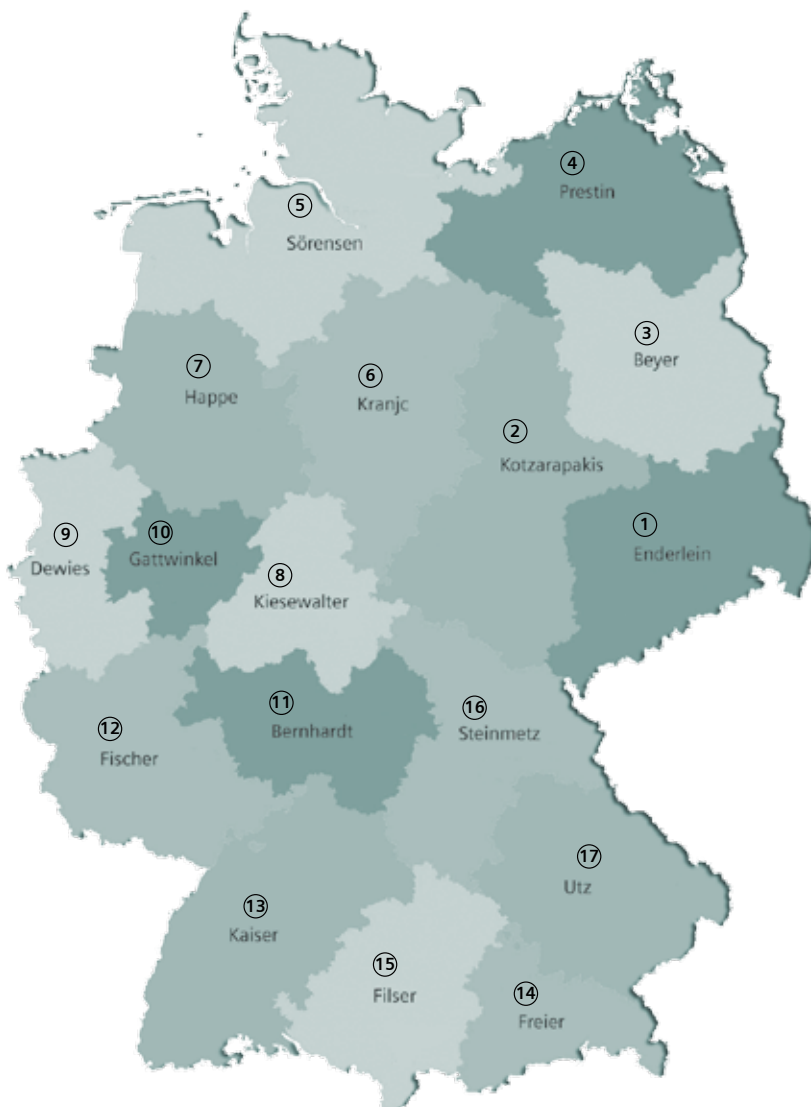 4
Prestin
5
Sörensen
3
Beyer
7
Happe
6
Kranjc
2
Kotzarapakis
1
Enderlein
9
Dewies
10
Gattwinkel
8
Kiesewalter
11
Bernhardt
16
Steinmetz
12
Fischer
17
Utz
13
Kaiser
15
Filser
14
Freier